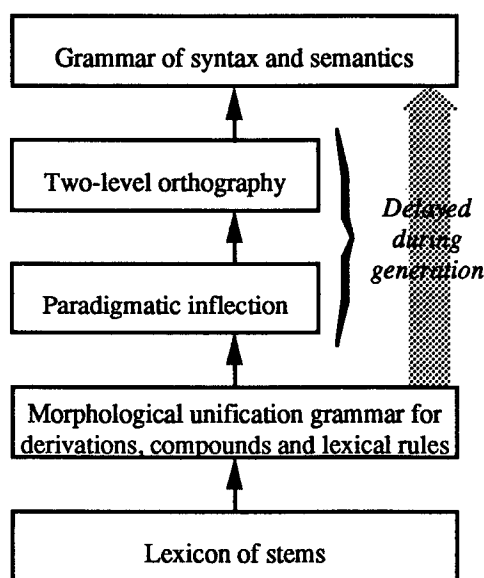 Grammar of syntax and semantics
Two-level orthography
Delayed
during
generation
Paradigmatic inflection
Morphological unification grammar for
derivations, compounds and lexical rules
Lexicon of stems